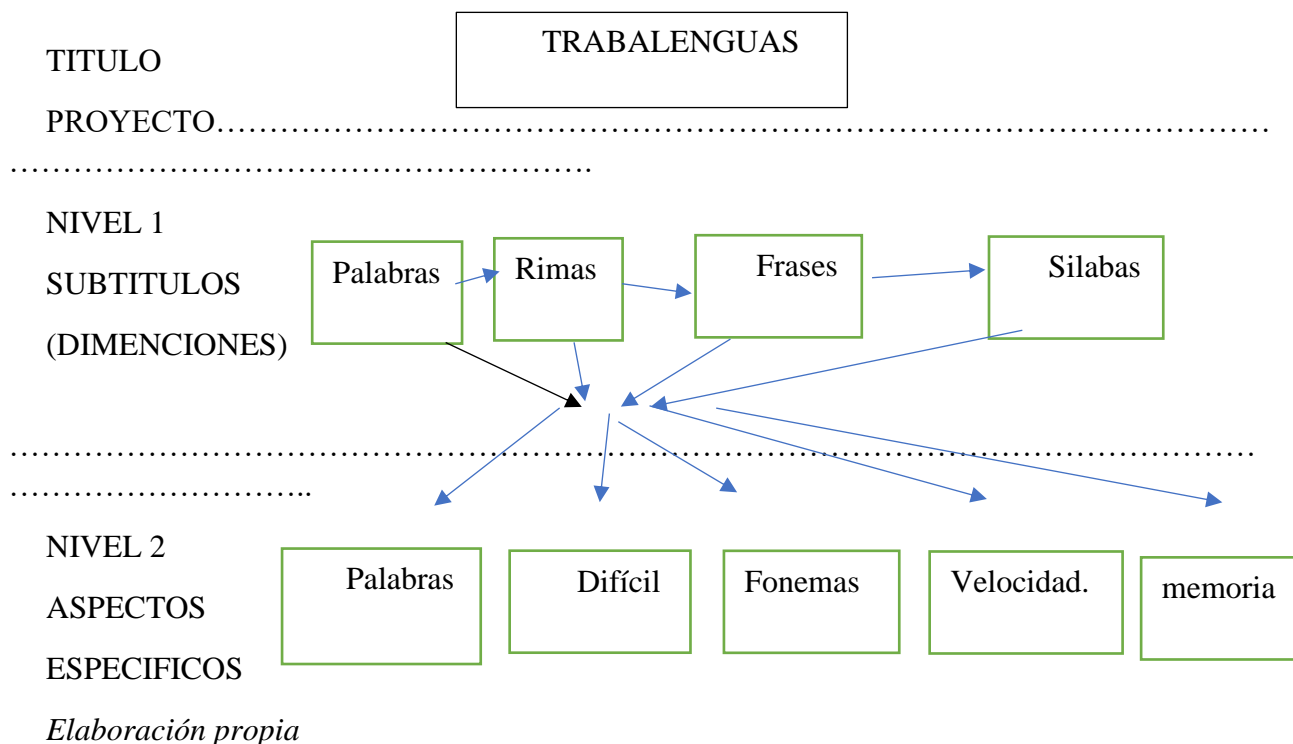 TRABALENGUAS
TITULO
PROYECTO……………………………………………………………………………………
………………………………………………….
NIVEL 1
SUBTITULOS
(DIMENCIONES)
Palabras Rimas Frases Silabas
……………………………………………………………………………………………………
………………………..
NIVEL 2
ASPECTOS
ESPECIFICOS
Palabras Difícil Fonemas Velocidad. memoria
Elaboración propia